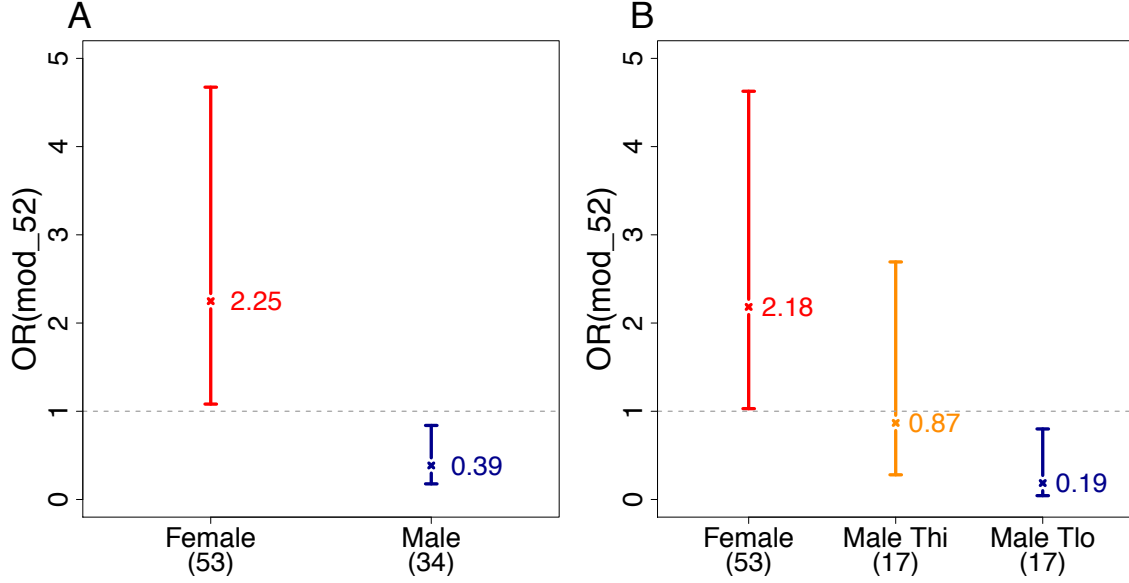 A
OR(mod_52)
5
4
3
2
1
0
2.25
0.39
Female
(53)
Male
(34)
B
OR(mod_52)
5
4
3
2
1
0
2.18
0.87
0.19
Female
(53)
Male Thi
(17)
Male Tlo
(17)